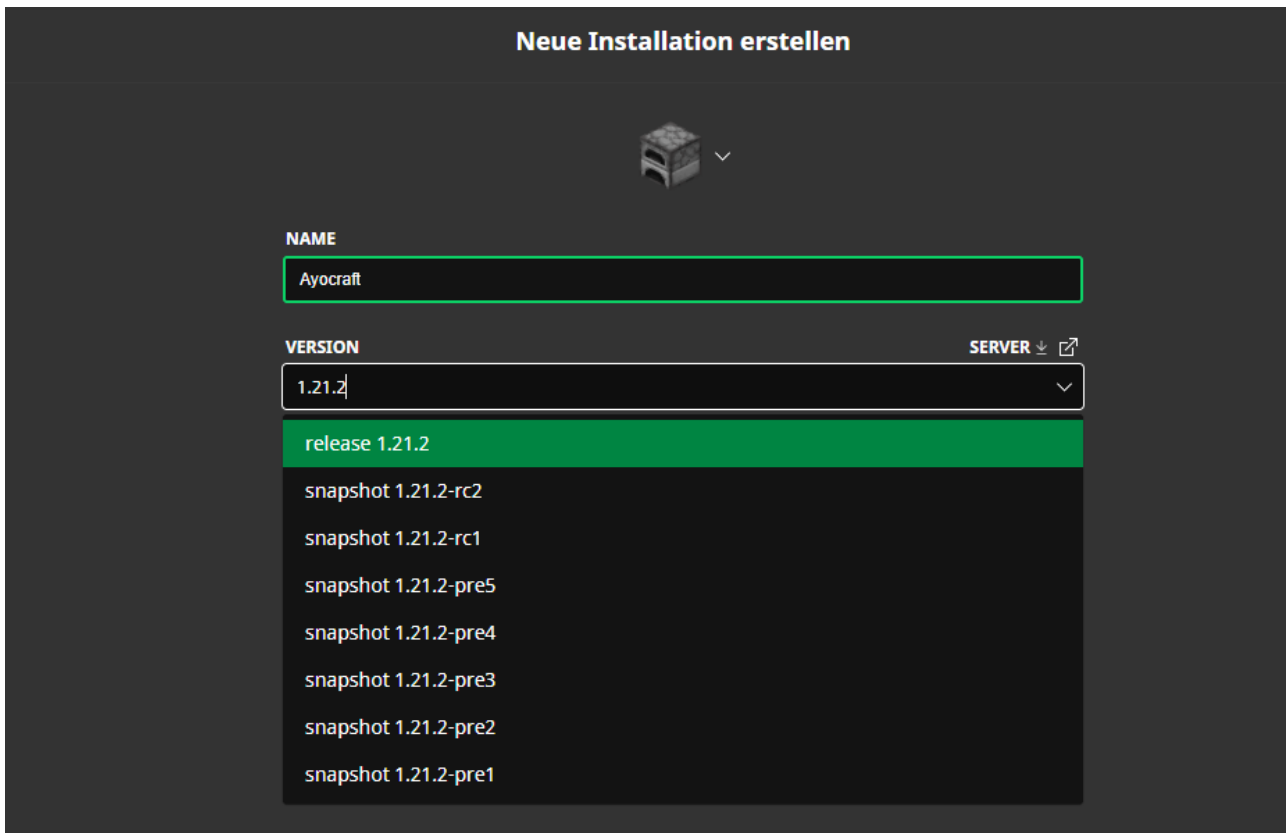 Neue Installation erstellen
NAME
Ayocraft
VERSION
SERVER
1.21.2
release 1.21.2
snapshot 1.21.2-rc2
snapshot 1.21.2-rc1
snapshot 1.21.2-pre5
snapshot 1.21.2-pre4
snapshot 1.21.2-pre3
snapshot 1.21.2-pre2
snapshot 1.21.2-pre1